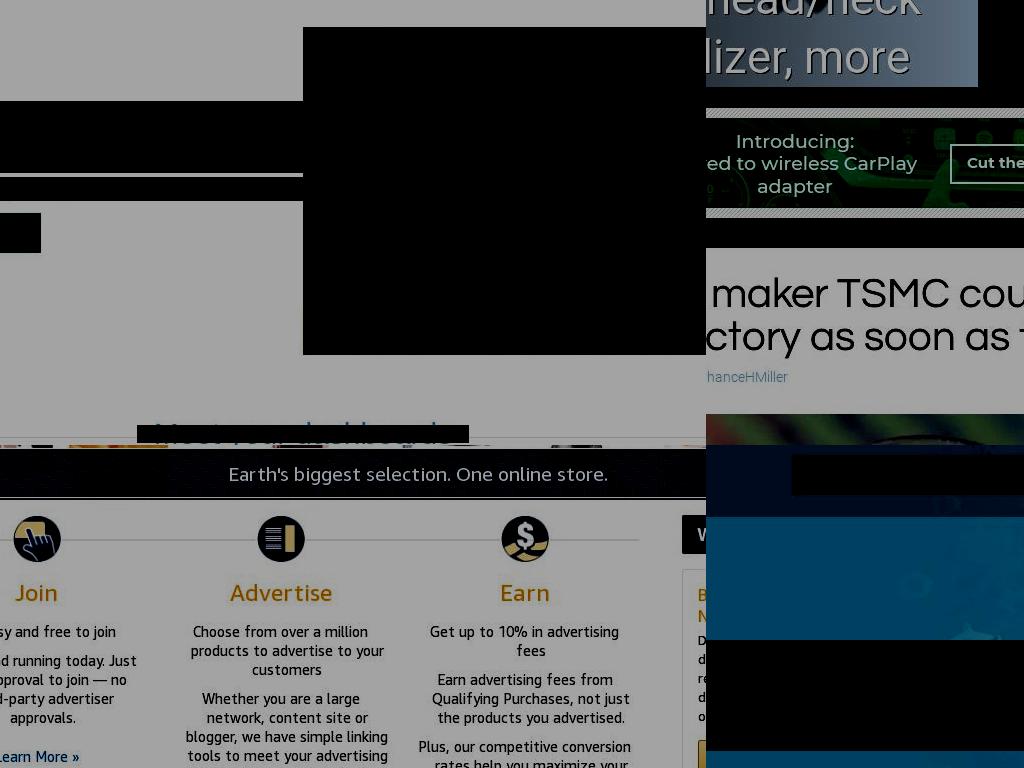 head/neck
lizer, more
Introducing:
ed to wireless CarPlay
adapter
Cut the
maker TSMC cou
ctory as soon as
hanceHMiller
Earth's biggest selection. One online store.
Join
sy and free to join
d running today. Just
pproval to join — no
d-party advertiser
approvals.
Learn More »
Advertise
Choose from over a million
products to advertise to your
customers
Whether you are a large
network, content site or
blogger, we have simple linking
tools to meet your advertising
Earn
Get up to 10% in advertising
fees
Earn advertising fees from
Qualifying Purchases, not just
the products you advertised.
Plus, our competitive conversion
rates help you maximize your